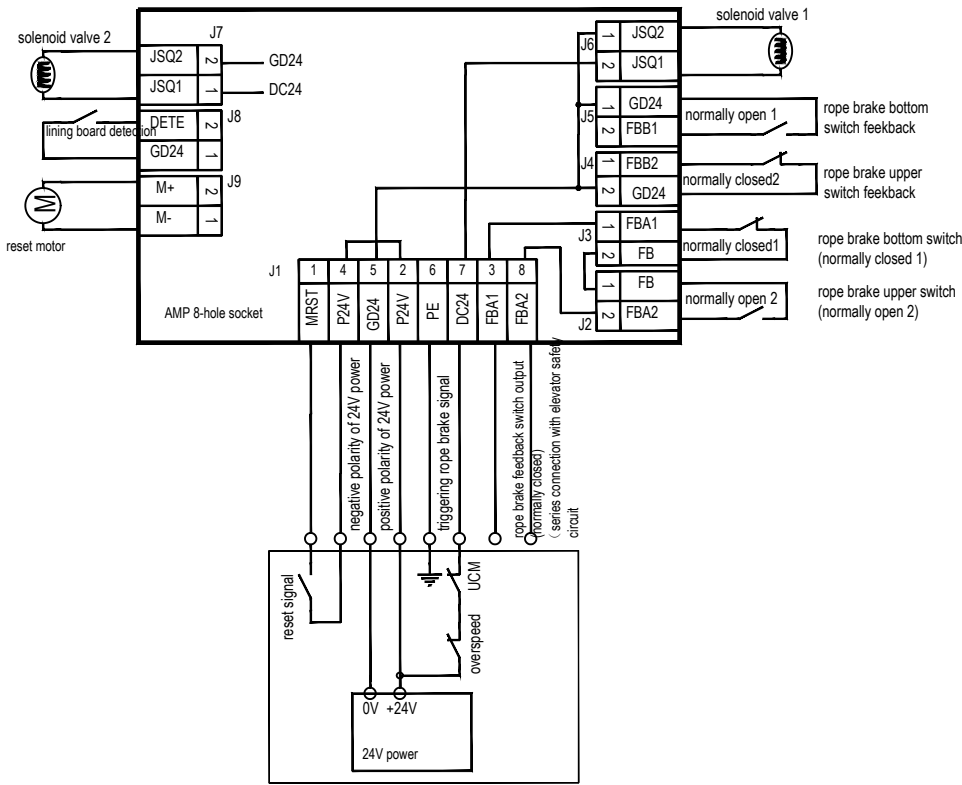 solenoid valve 2
J7
JSQ2
2
GD24
JSQ1
1
DC24
lining board detection
DETE
2
J8
GD24
1
M
reset motor
M+
2
J9
M-
1
solenoid valve 1
J6
1
JSQ2
2
JSQ1
J5
1
GD24
normally open 1
2
FBB1
rope brake bottom
switch feekback
J4
1
FBB2
normally closed2
2
GD24
rope brake upper
switch feekback
J3
1
FBA1
normally closed1
2
FB
rope brake bottom switch
(normally closed 1)
J2
1
FB
normally open 2
2
FBA2
rope brake upper switch
(normally open 2)
J1
1
4
5
2
6
7
3
8
AMP 8-hole socket
MRST
P24V
GD24
P24V
PE
DC24
FBA1
FBA2
negative polarity of 24V power
positive polarity of 24V power
triggering rope brake signal
rope brake feedback switch output
(normally closed)
(series connection with elevator safety
circuit
reset signal
UCM
overspeed
0V
+24V
24V power